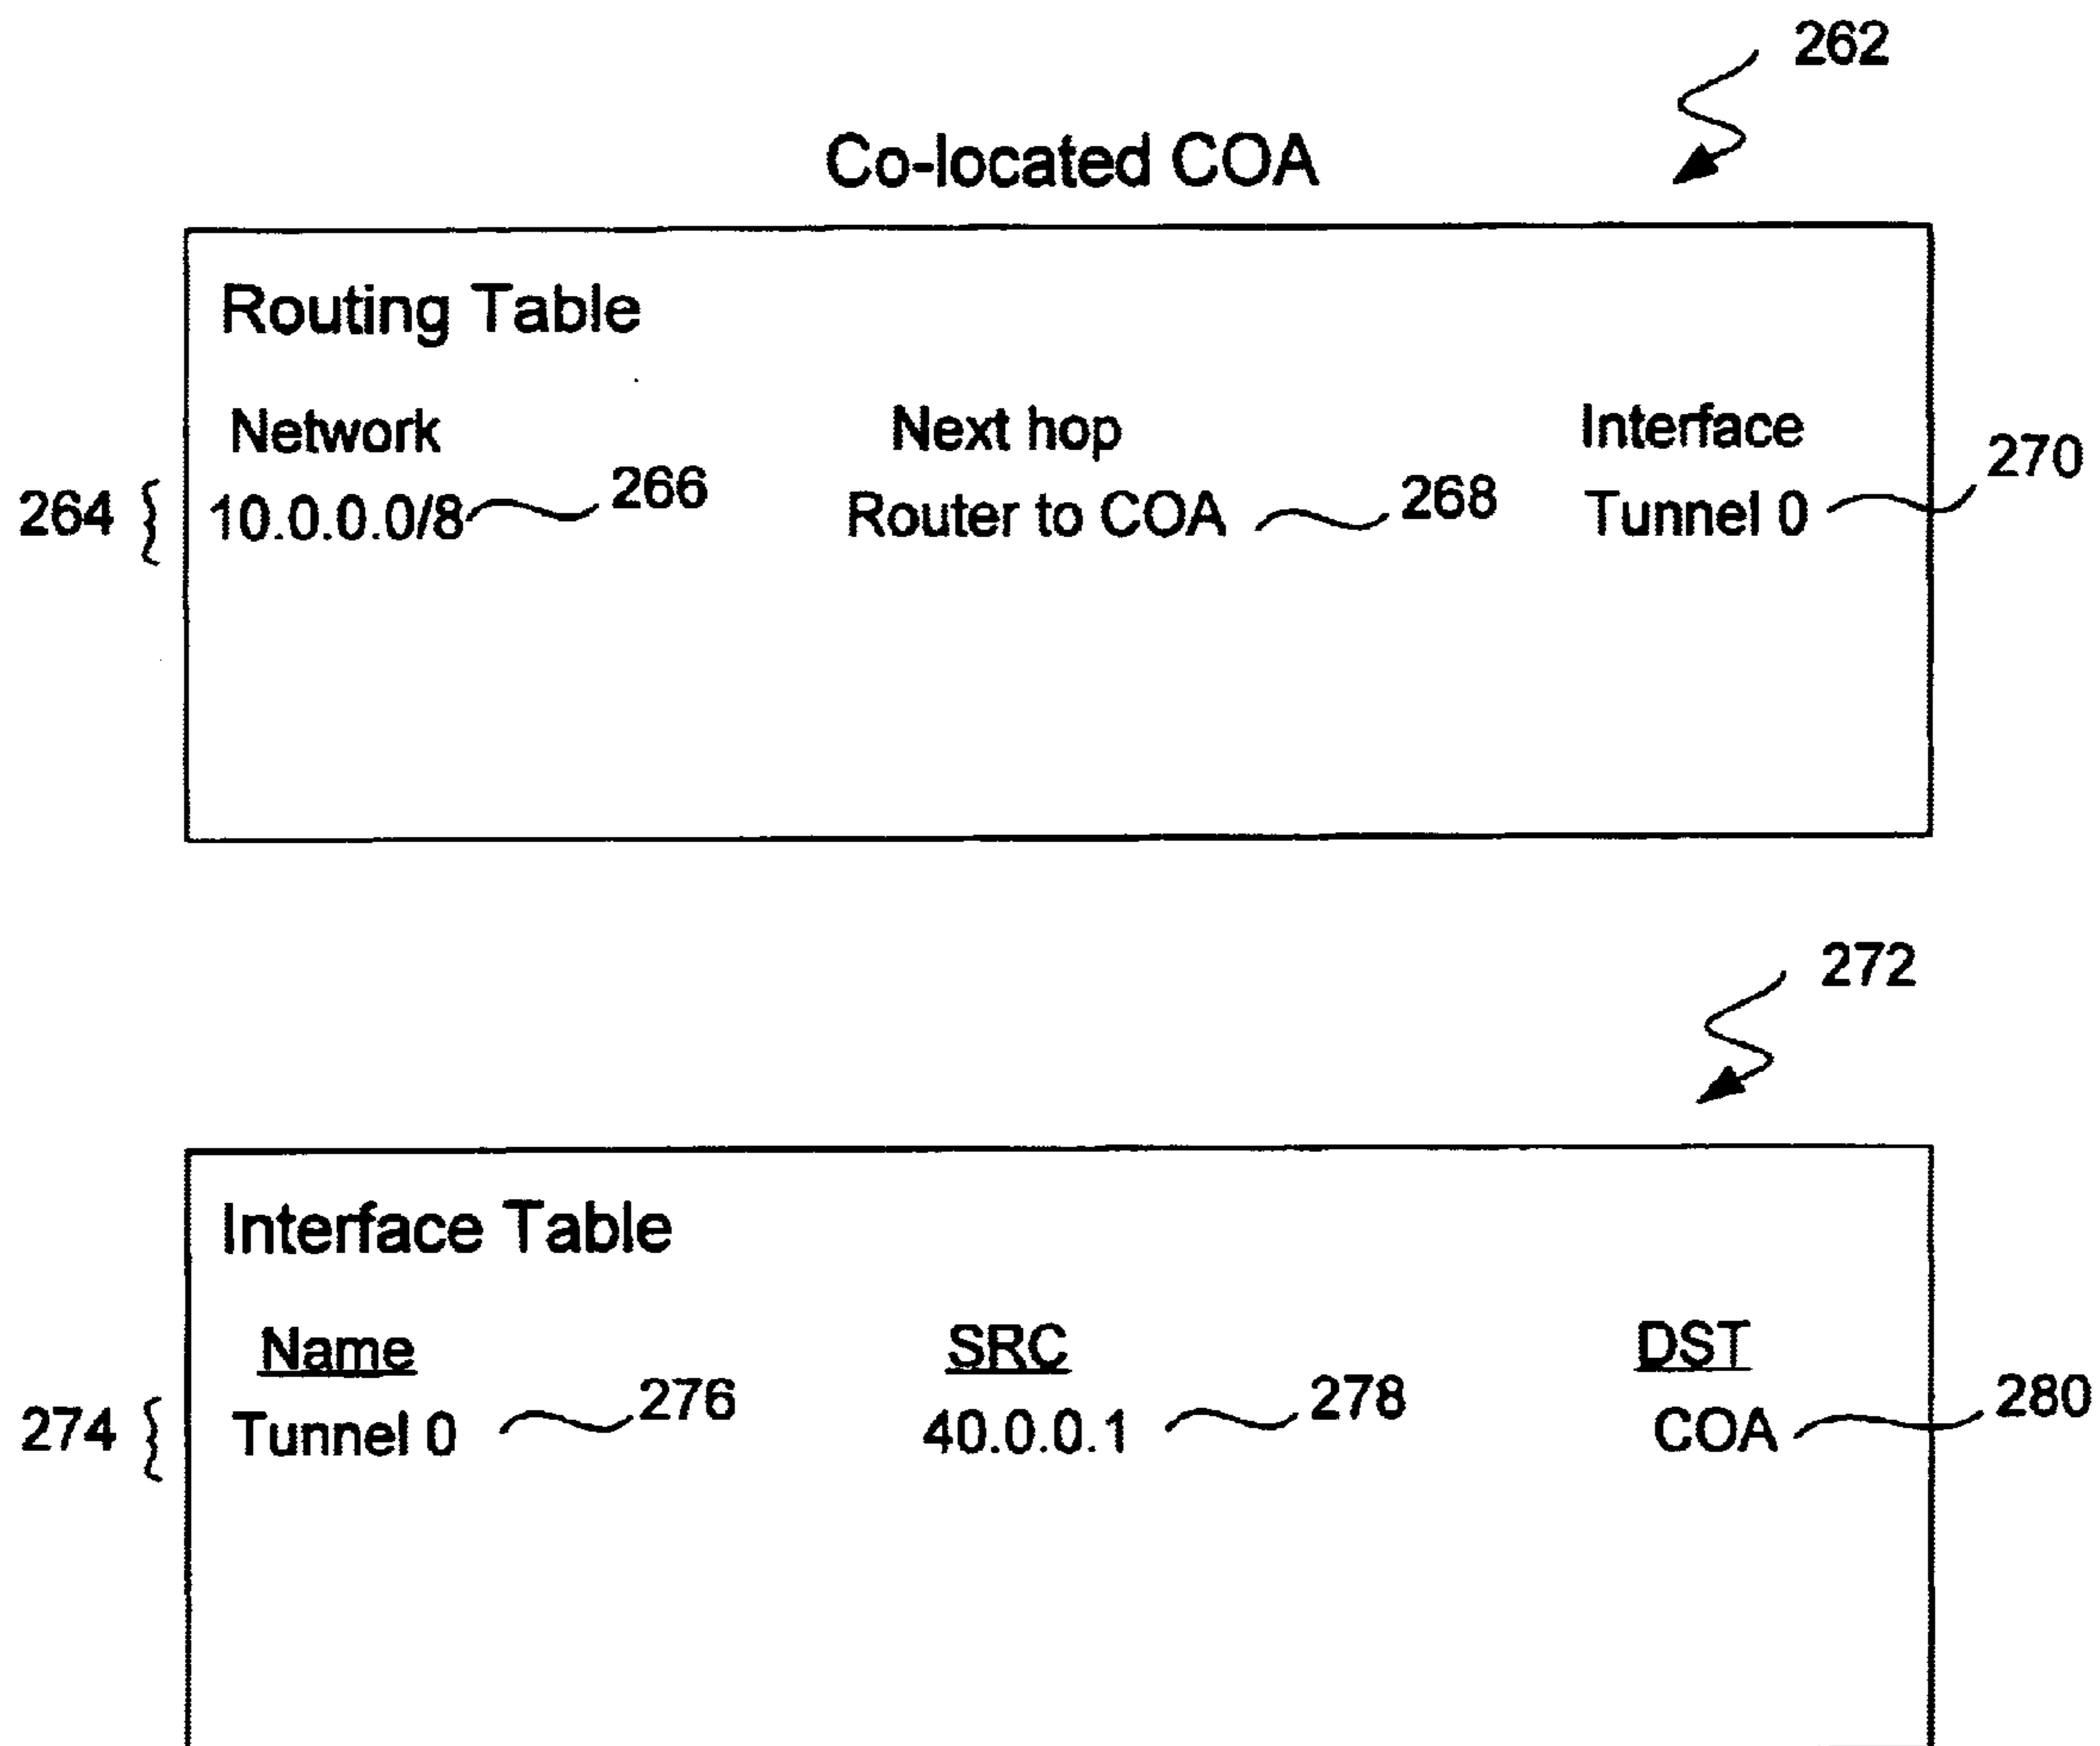 262
Co-located COA
Routing Table
Network Next hop Interface
264 10.0.0.0/8 266 Router to COA 268 Tunnel 0 270
272
Interface Table
Name SRC DST
274 Tunnel 0 276 40.0.0.1 278 COA 280